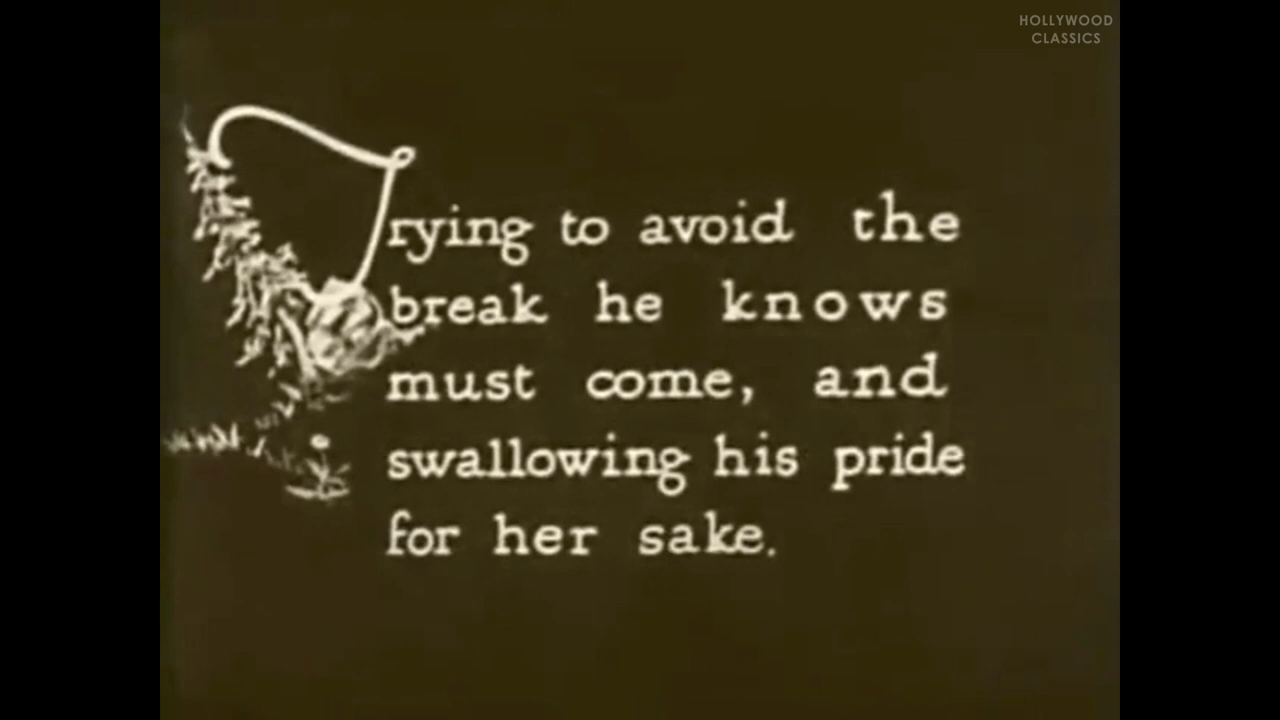 HOLLYWOOD
CLASSICS
Trying to avoid the
break he knows
must come, and
swallowing his pride
for her sake.